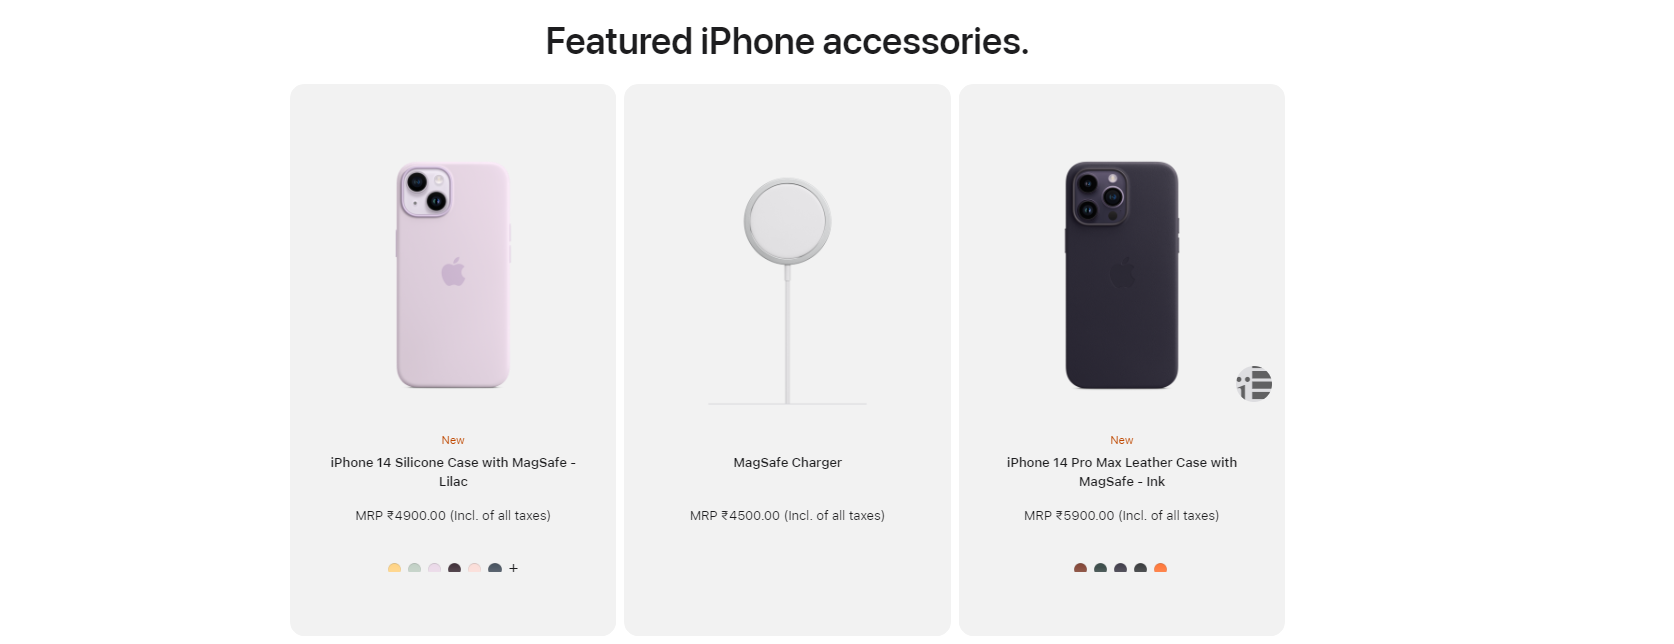 Featured iPhone accessories.
New
iPhone 14 Silicone Case with MagSafe -
Lilac
MRP ₹4900.00 (Incl. of all taxes)
+
MagSafe Charger
MRP ₹4500.00 (Incl. of all taxes)
New
iPhone 14 Pro Max Leather Case with
MagSafe - Ink
MRP ₹5900.00 (Incl. of all taxes)